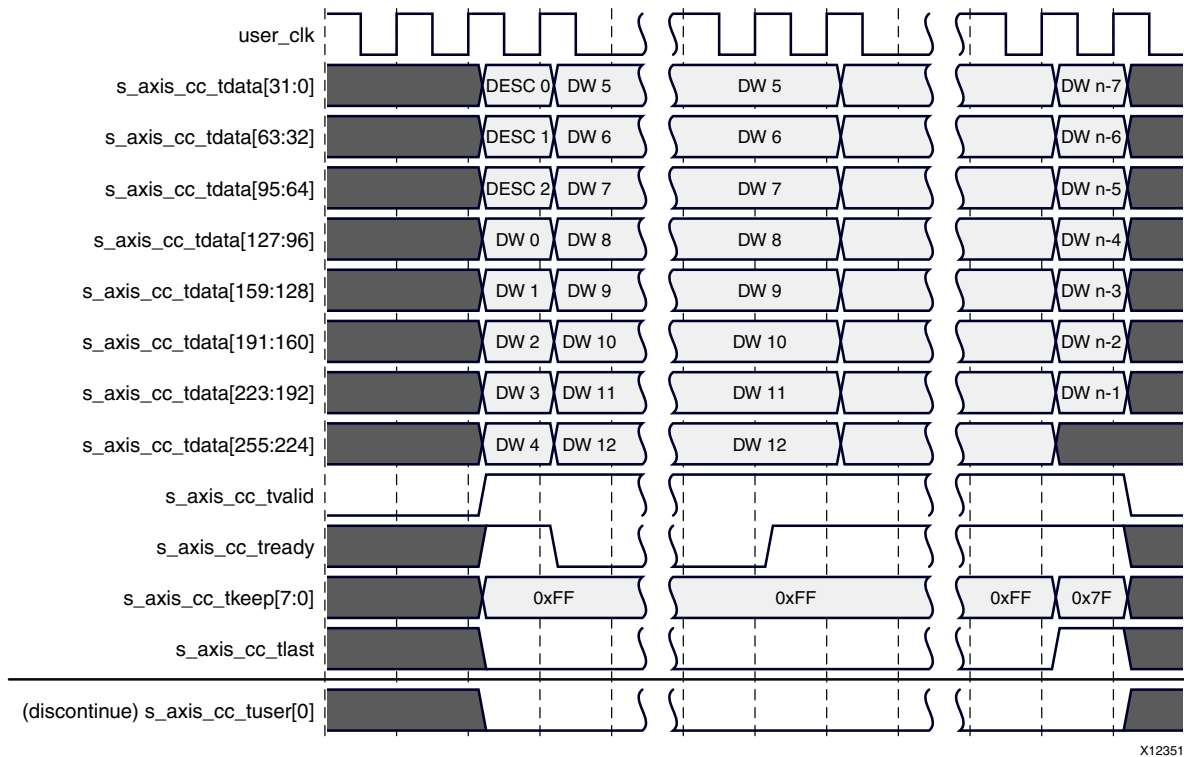 user_clk
s_axis_cc_tdata[31:0] DESC 0 DW 5 DW 5 DW n-7
s_axis_cc_tdata[63:32] DESC 1 DW 6 DW 6 DW n-6
s_axis_cc_tdata[95:64] DESC 2 DW 7 DW 7 DW n-5
s_axis_cc_tdata[127:96] DW 0 DW 8 DW 8 DW n-4
s_axis_cc_tdata[159:128] DW 1 DW 9 DW 9 DW n-3
s_axis_cc_tdata[191:160] DW 2 DW 10 DW 10 DW n-2
s_axis_cc_tdata[223:192] DW 3 DW 11 DW 11 DW n-1
s_axis_cc_tdata[255:224] DW 4 DW 12 DW 12
s_axis_cc_tvalid
s_axis_cc_tready
s_axis_cc_tkeep[7:0] 0xFF 0xFF 0xFF 0x7F
s_axis_cc_tlast
(discontinue) s_axis_cc_tuser[0]
X12351